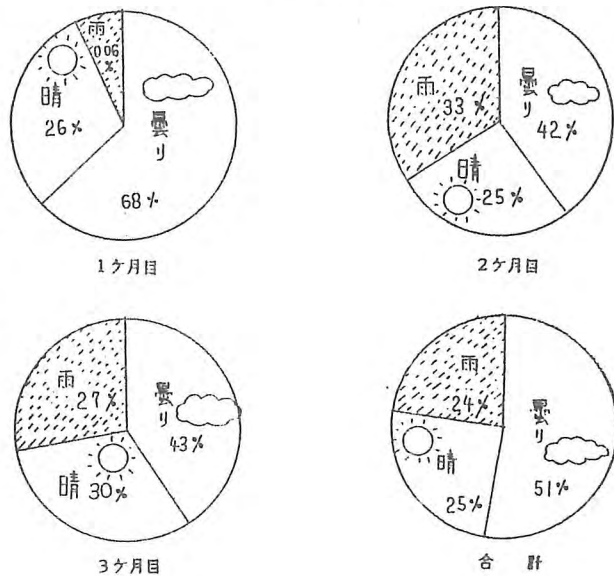 雨
0.06
%
晴
26%
曇り
68%
1ケ月目
雨
33%
曇り
42%
晴
25%
2ケ月目
雨
27%
曇り
43%
晴
30%
3ケ月目
雨
24%
曇り
51%
晴
25%
合計